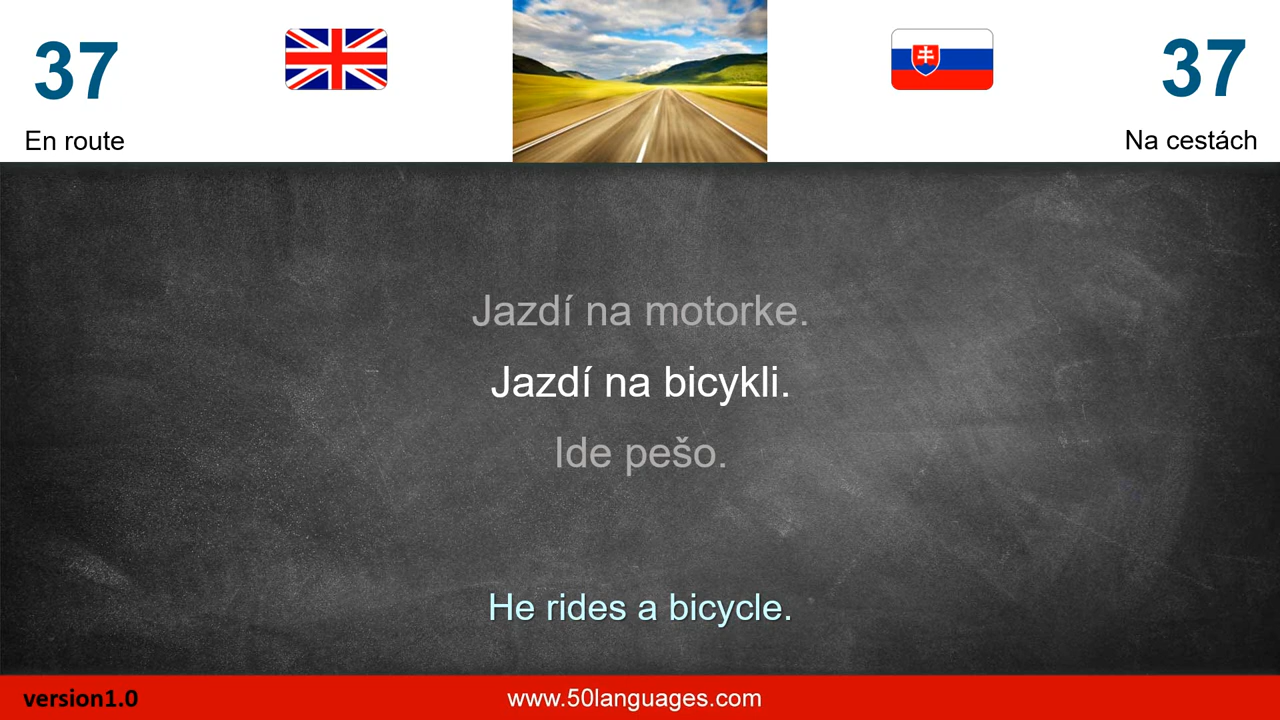 37
37
En route
Na cestách
Jazdí na motorke.
Jazdí na bicykli.
Ide pešo.
He rides a bicycle.
version1.0
www.50languages.com